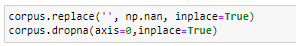 corpus.replace('', np.nan, inplace=True)
corpus.dropna(axis=0,inplace=True)